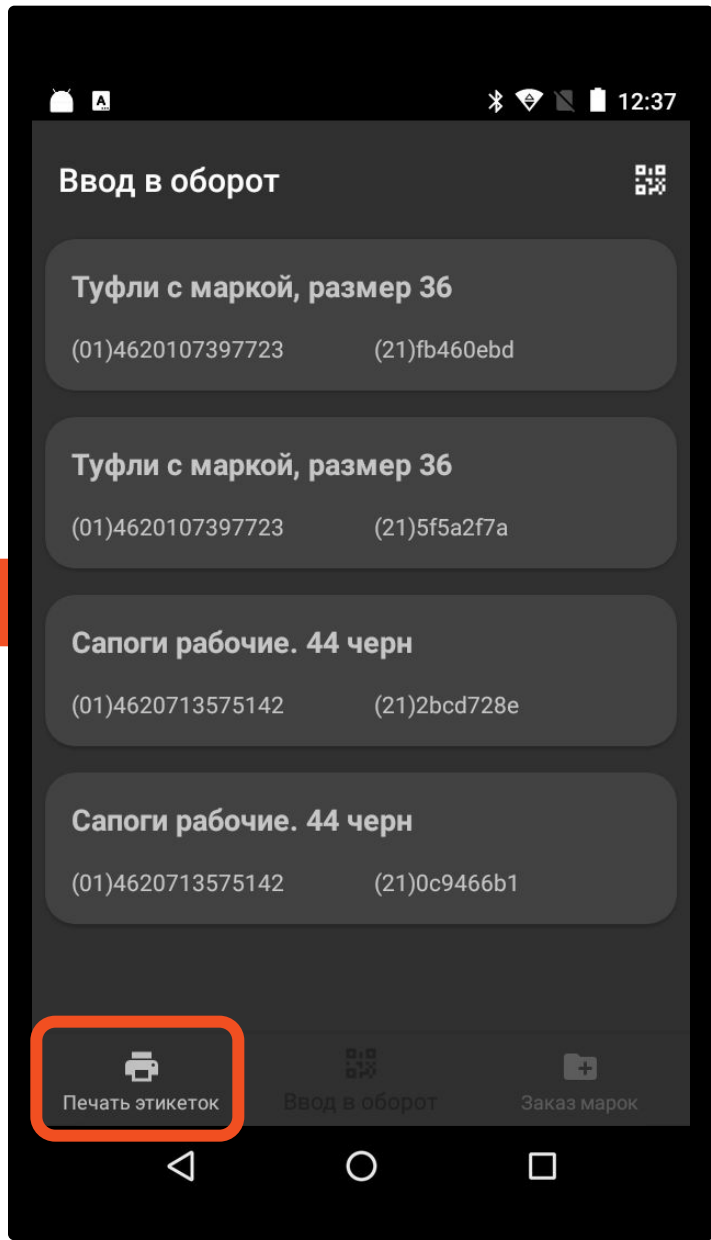 12:37
Ввод в оборот
Туфли с маркой, размер 36
(01)4620107397723 (21)fb460ebd
Туфли с маркой, размер 36
(01)4620107397723 (21)5f5a2f7a
Сапоги рабочие. 44 черн
(01)4620713575142 (21)2bcd728e
Сапоги рабочие. 44 черн
(01)4620713575142 (21)0c9466b1
Печать этикеток Ввод в оборот Заказ марок